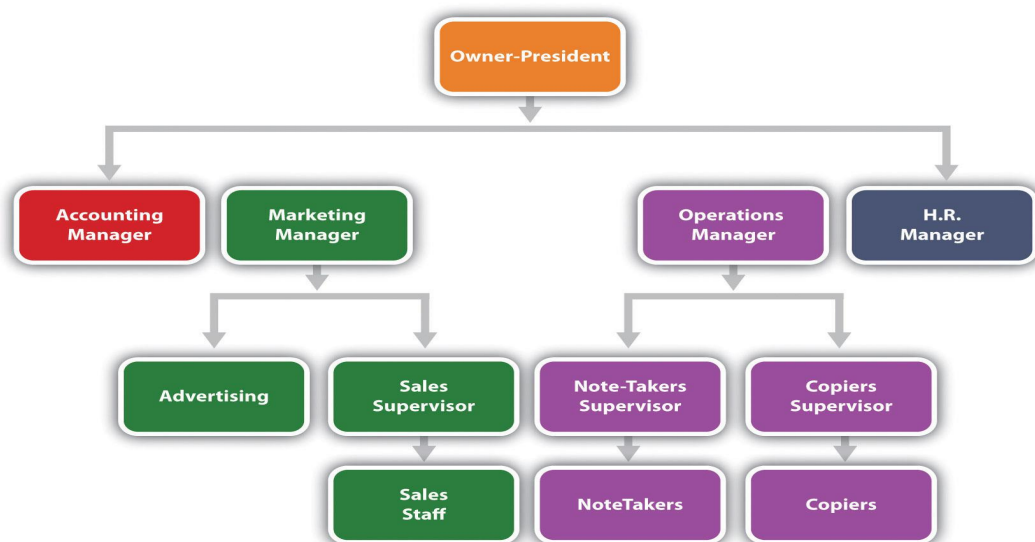 Owner-President
Accounting
Manager
Marketing
Manager
Operations
Manager
H.R.
Manager
Advertising
Sales
Supervisor
Note-Takers
Supervisor
Copiers
Supervisor
Sales
Staff
NoteTakers
Copiers